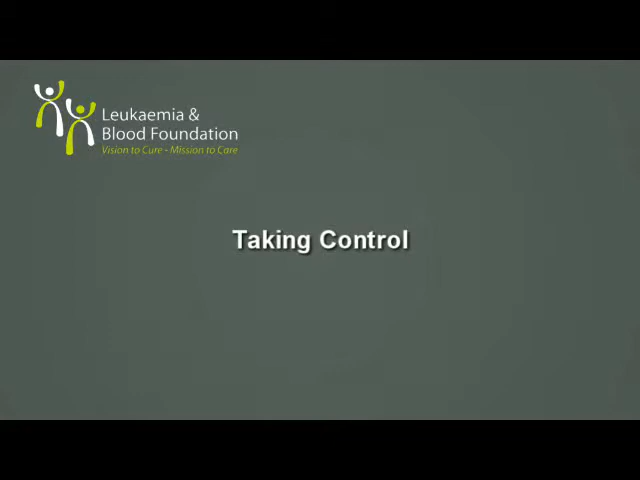 Leukaemia &
Blood Foundation
Vision to Cure - Mission to Care
Taking Control